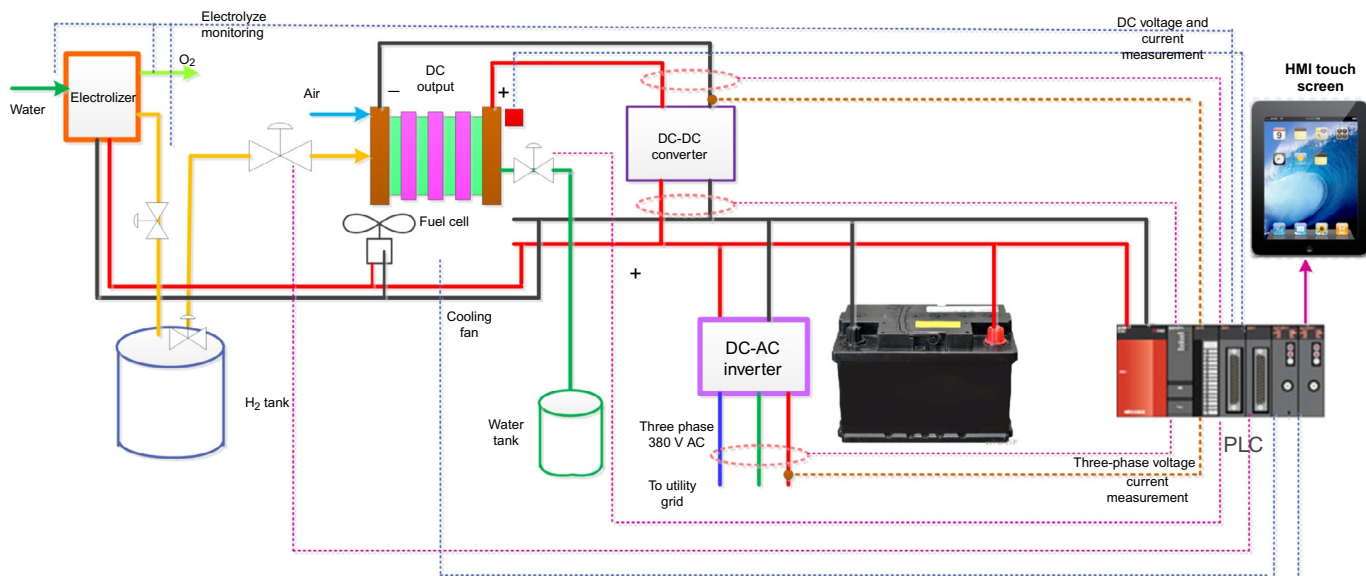 Electrolyze
monitoring
DC voltage and
current
measurement
O2
HMI touch
screen
Electrolizer
Water
Air
–
DC
output
+
DC-DC
converter
9
Fuel cell
+
Cooling
fan
DC-AC
inverter
H2 tank
Water
tank
Three phase
380 V AC
PLC
Three-phase voltage
current
measurement
To utility
grid